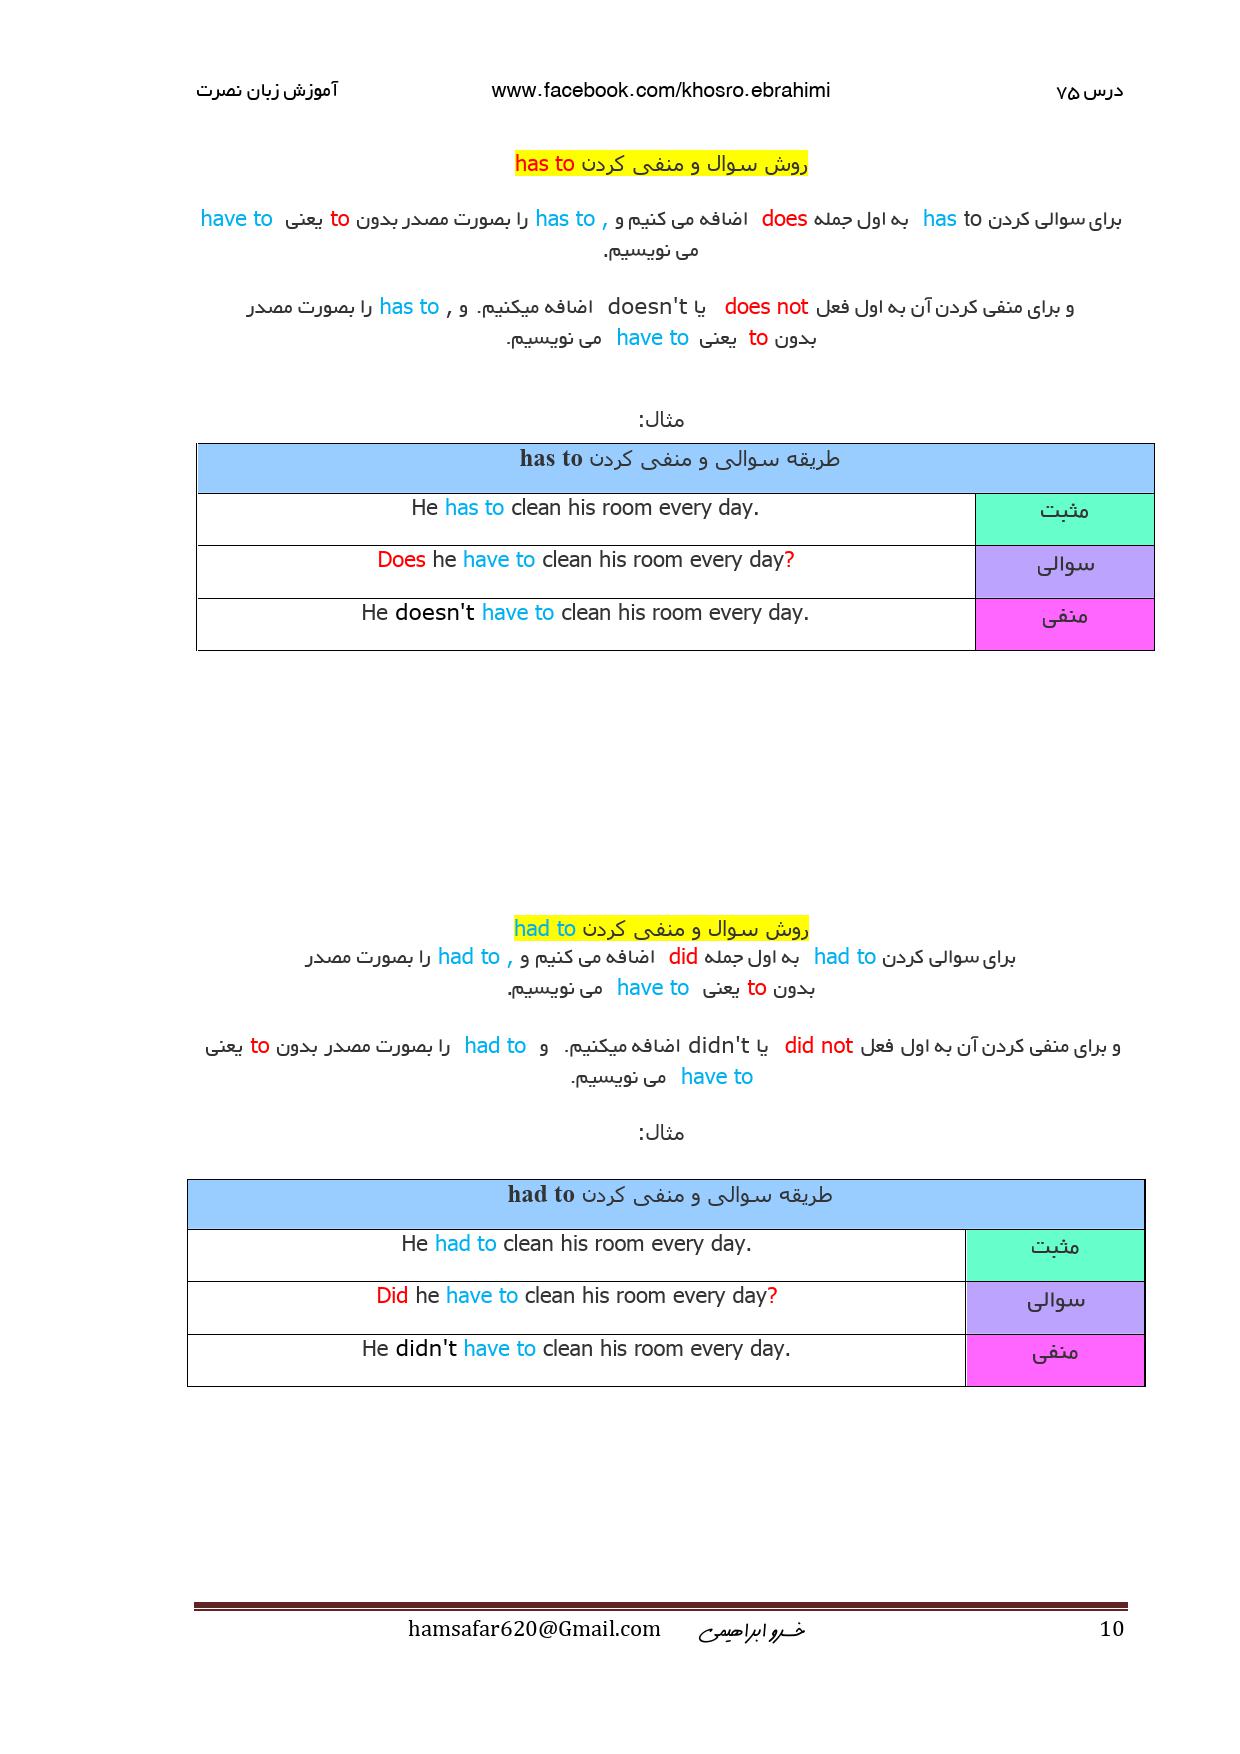 درس ۷۵ www.facebook.com/khosro.ebrahimi آموزش زبان نصرت
روش سوال و منفی کردن has to
برای سوالی کردن has to به اول جمله does اضافه می کنیم و , has to را بصورت مصدر بدون to یعنی have to
می نویسیم.
و برای منفی کردن آن به اول فعل does not یا doesn't اضافه میکنیم. و , has to را بصورت مصدر
بدون to یعنی have to می نویسیم.
مثال:
طریقه سوالی و منفی کردن has to
مثبت He has to clean his room every day.
سوالی Does he have to clean his room every day?
منفی He doesn't have to clean his room every day.
روش سوال و منفی کردن had to
برای سوالی کردن had to به اول جمله did اضافه می کنیم و , had to را بصورت مصدر
بدون to یعنی have to می نویسیم.
و برای منفی کردن آن به اول فعل did not یا didn't اضافه میکنیم. و had to را بصورت مصدر بدون to یعنی
have to می نویسیم.
مثال:
طریقه سوالی و منفی کردن had to
مثبت He had to clean his room every day.
سوالی Did he have to clean his room every day?
منفی He didn't have to clean his room every day.
10 خسرو ابراهیمی hamsafar620@Gmail.com